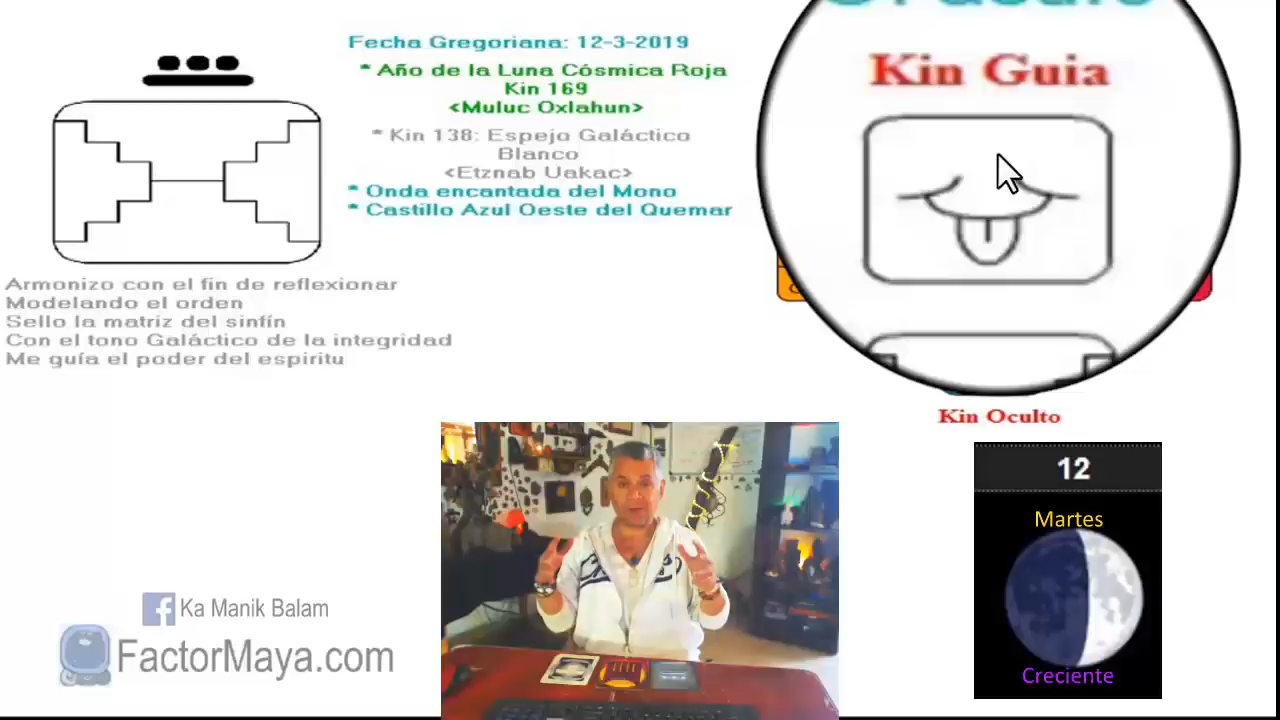 Fecha Gregoriana: 12-3-2019
* Año de la Luna Cósmica Roja
Kin 169
<Muluc Oxlahun>
* Kin 138: Espejo Galáctico
Blanco
<Etznab Uakac>
* Onda encantada del Mono
* Castillo Azul Oeste del Quemar
Armonizo con el fin de reflexionar
Modelando el orden
Sello la matriz del sinfín
Con el tono Galáctico de la integridad
Me guía el poder del espiritu
Kin Guia
Kin Oculto
12
Martes
Creciente
Ka Manik Balam
FactorMaya.com